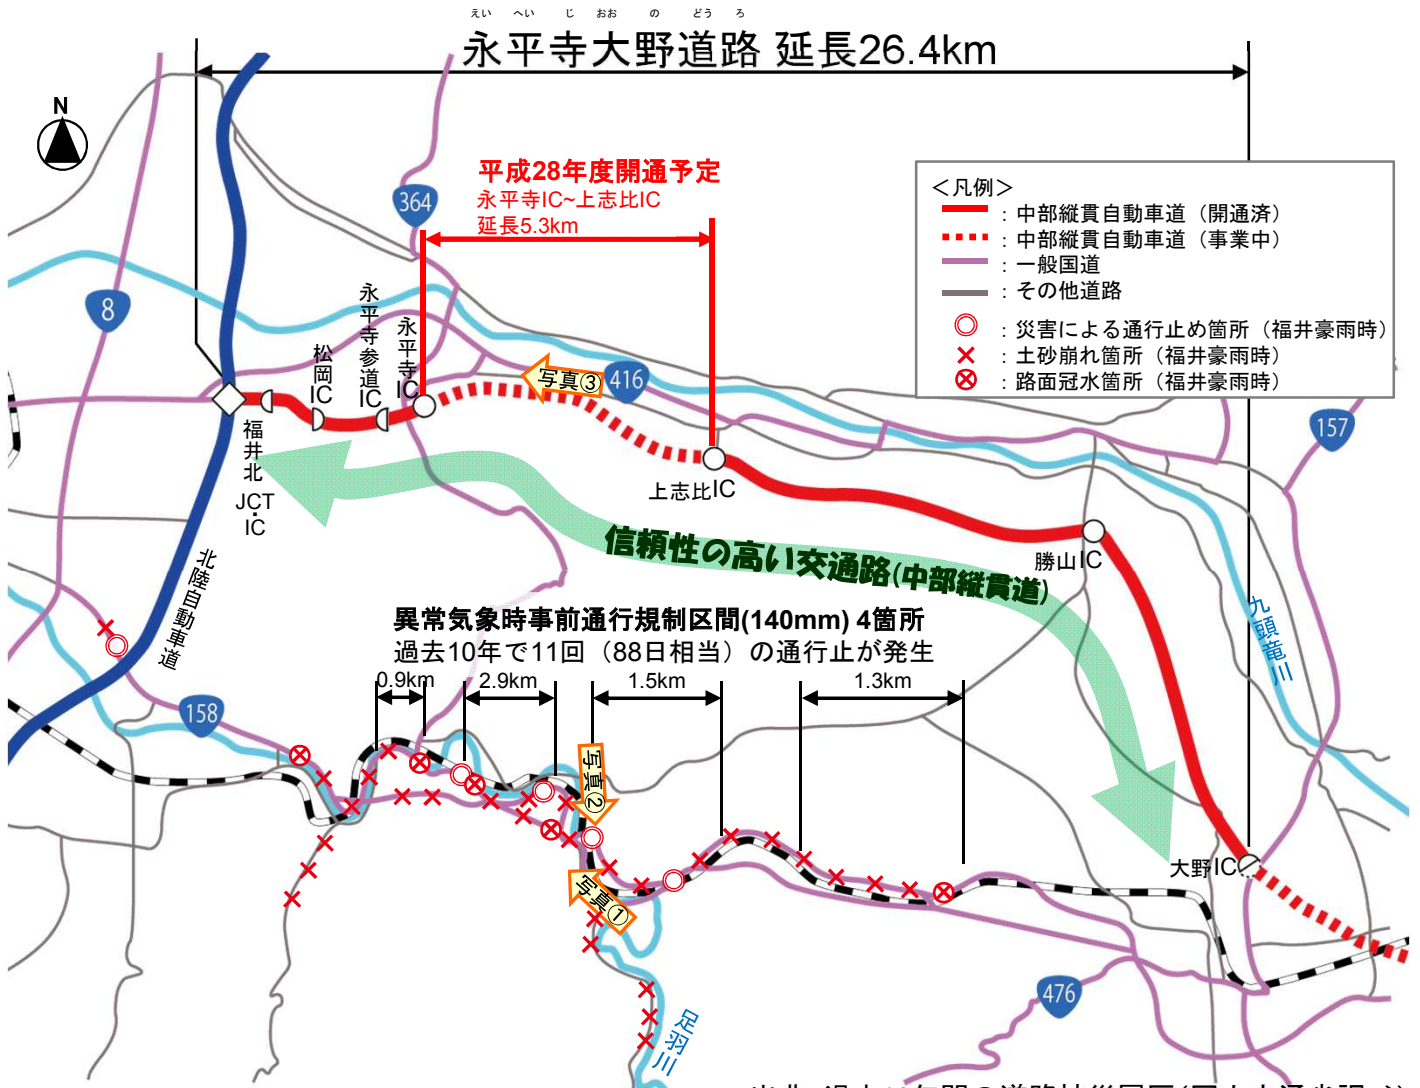 えい へい じ おお の どう ろ
永平寺大野道路 延長26.4km
N
平成28年度開通予定
永平寺IC~上志比IC
延長5.3km
364
8
416
157
158
476
＜凡例＞
：中部縦貫自動車道（開通済）
：中部縦貫自動車道（事業中）
：一般国道
：その他道路
：災害による通行止め箇所（福井豪雨時）
：土砂崩れ箇所（福井豪雨時）
：路面冠水箇所（福井豪雨時）
福井北JCT・IC
松岡IC
永平寺参道IC
永平寺IC
写真③
上志比IC
勝山IC
大野IC
北陸自動車道
九頭竜川
信頼性の高い交通路(中部縦貫道)
異常気象時事前通行規制区間(140mm) 4箇所
過去10年で11回（88日相当）の通行止が発生
0.9km
2.9km
1.5km
1.3km
写真②
写真①
足羽川